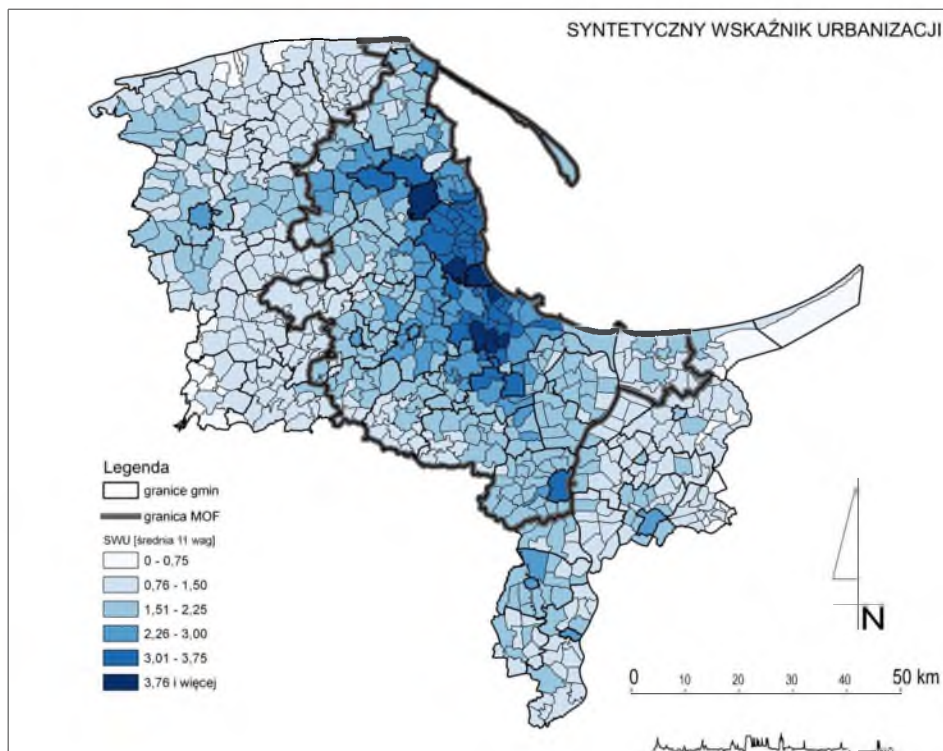 SYNTETYCZNY WSKAŹNIK URBANIZACJI
Legenda
granice gmin
granica MOF
SWU [średnia 11 wag]
0 - 0,75
0,76 - 1,50
1,51 - 2,25
2,26 - 3,00
3,01 - 3,75
3,76 i więcej
N
0 50 km
10 20 30 40